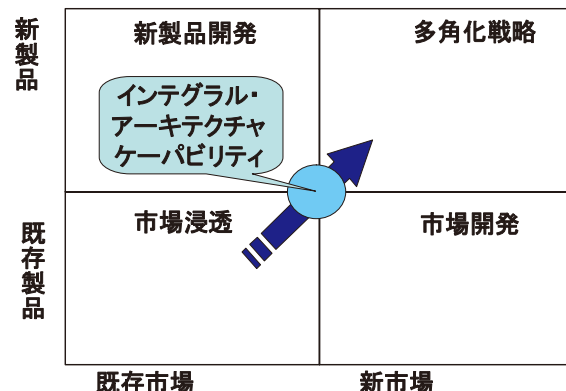 新製品
新製品開発
多角化戦略
インテグラル・
アーキテクチャ
ケーパビリティ
既存製品
市場浸透
市場開発
既存市場
新市場